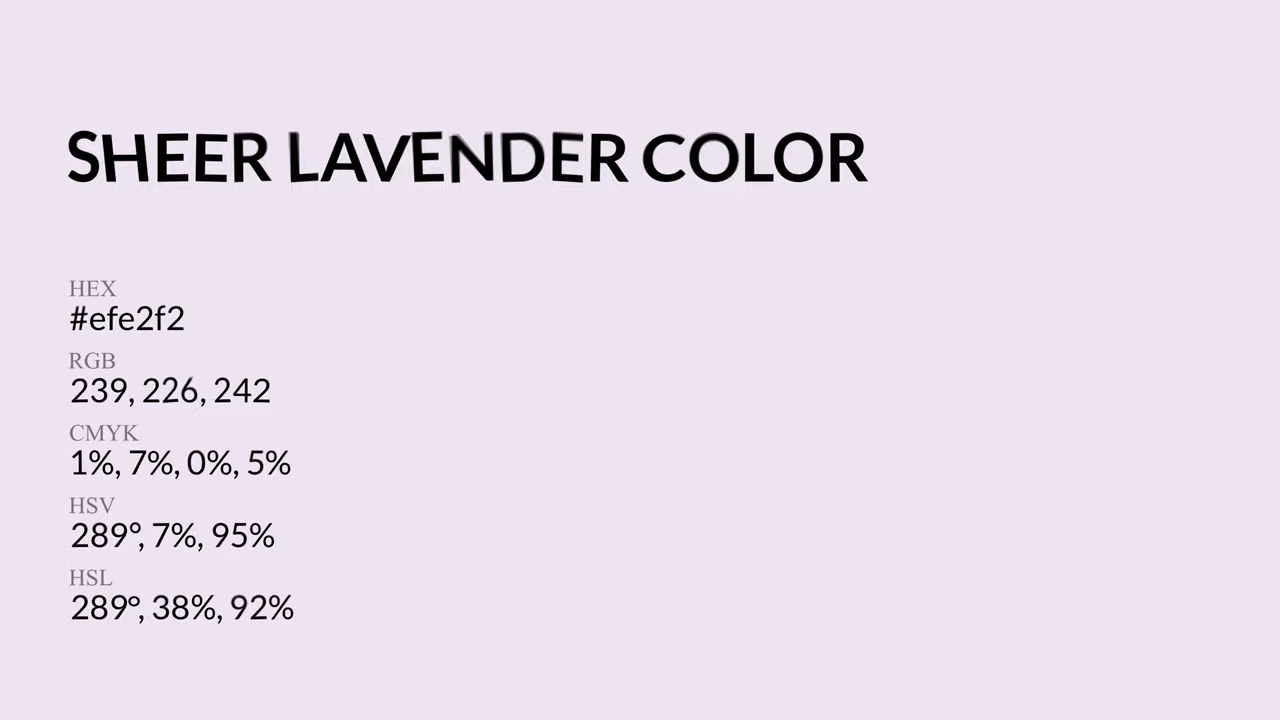 SHEER LAVENDER COLOR
HEX
#efe2f2
RGB
239, 226, 242
CMYK
1%, 7%, 0%, 5%
HSV
289°, 7%, 95%
HSL
289°, 38%, 92%